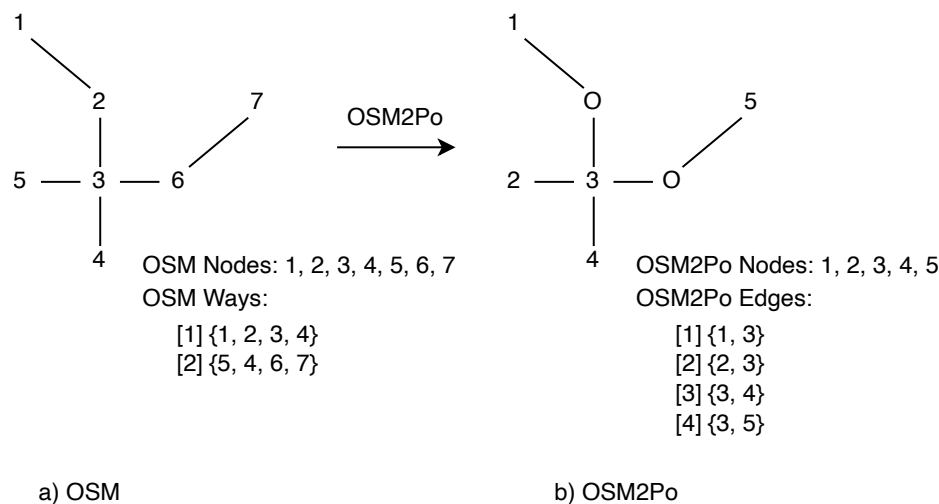 1
2
7
5
3
6
4
OSM Nodes: 1, 2, 3, 4, 5, 6, 7
OSM Ways:
[1] {1, 2, 3, 4}
[2] {5, 4, 6, 7}
a) OSM
OSM2Po
1
O
5
2
3
O
4
OSM2Po Nodes: 1, 2, 3, 4, 5
OSM2Po Edges:
[1] {1, 3}
[2] {2, 3}
[3] {3, 4}
[4] {3, 5}
b) OSM2Po